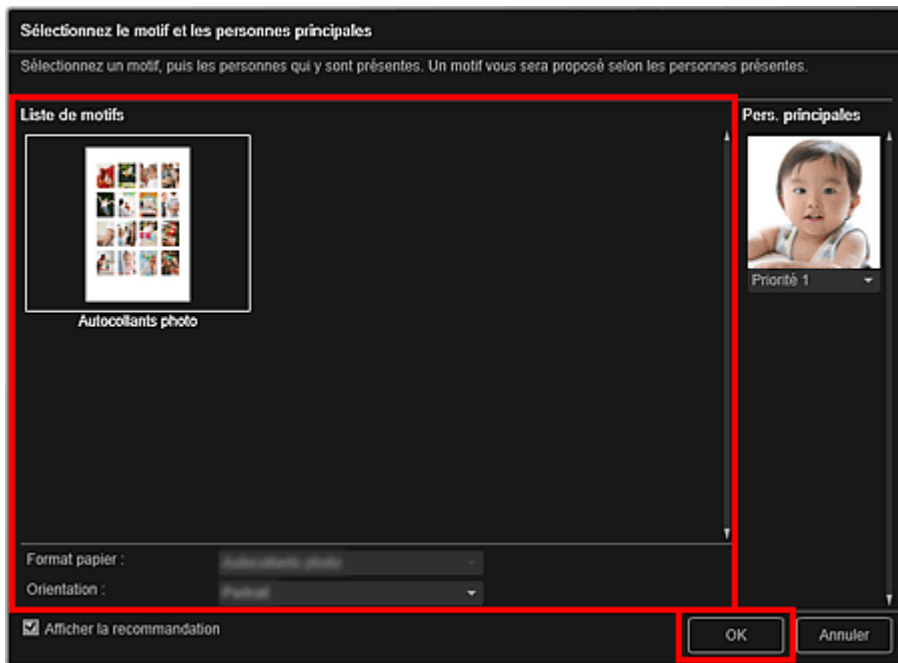 Sélectionnez le motif et les personnes principales
Sélectionnez un motif, puis les personnes qui y sont présentes. Un motif vous sera proposé selon les personnes présentes.
Liste de motifs
Pers. principales
Autocollants photo
Priorité 1
Format papier :
Orientation :
Afficher la recommandation
OK
Annuler